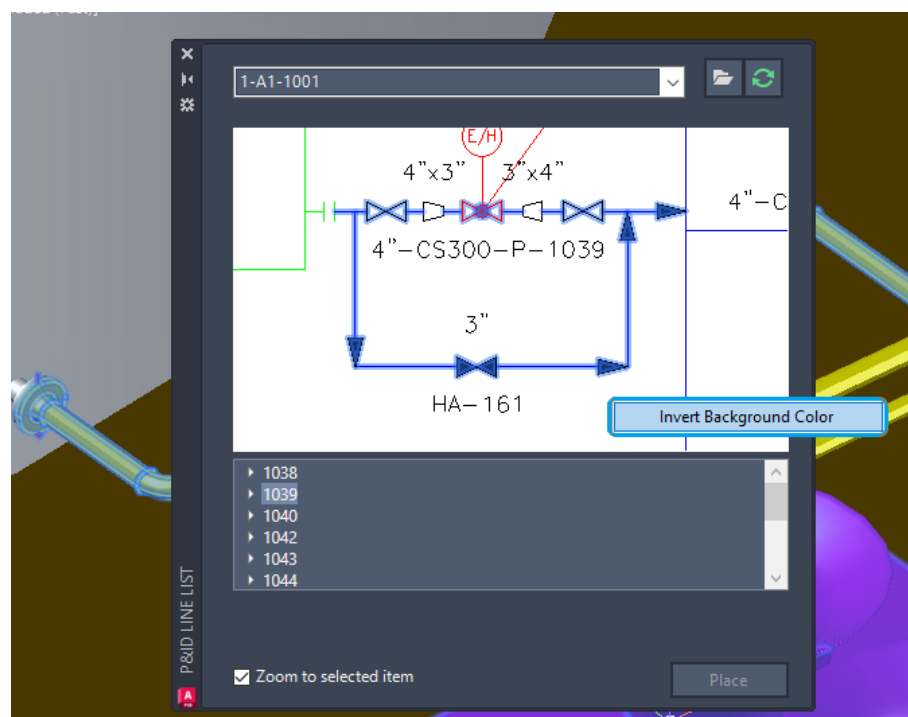 1-A1-1001
E/H
4"x3" 3"x4"
4"-C
4"-CS300-P-1039
3"
HA-161
Invert Background Color
1038
1039
1040
1042
1043
1044
P&ID LINE LIST
Zoom to selected item
Place
A